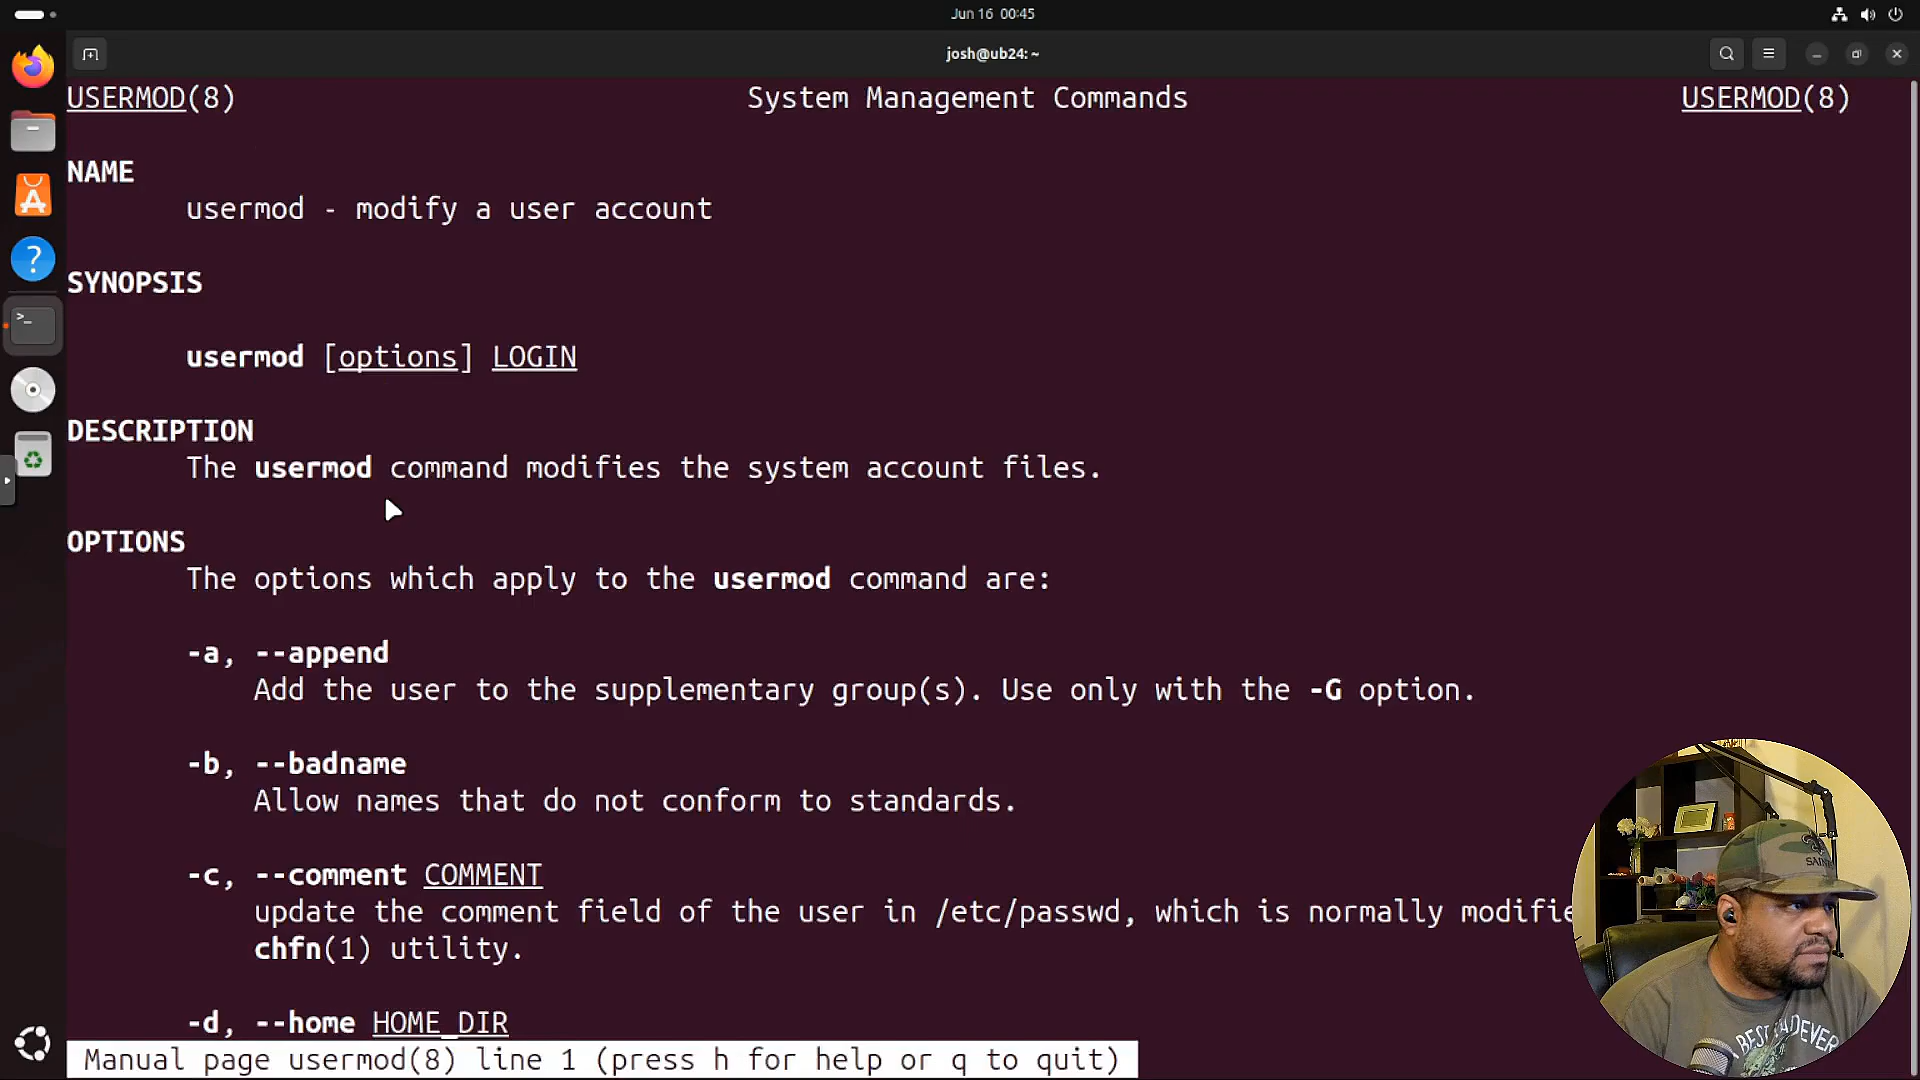 Jun 16 00:45
josh@ub24: ~
USERMOD(8) System Management Commands USERMOD(8)
NAME
usermod - modify a user account
SYNOPSIS
usermod [options] LOGIN
DESCRIPTION
The usermod command modifies the system account files.
OPTIONS
The options which apply to the usermod command are:
-a, --append
Add the user to the supplementary group(s). Use only with the -G option.
-b, --badname
Allow names that do not conform to standards.
-c, --comment COMMENT
update the comment field of the user in /etc/passwd, which is normally modifie
chfn(1) utility.
-d, --home HOME_DIR
Manual page usermod(8) line 1 (press h for help or q to quit)